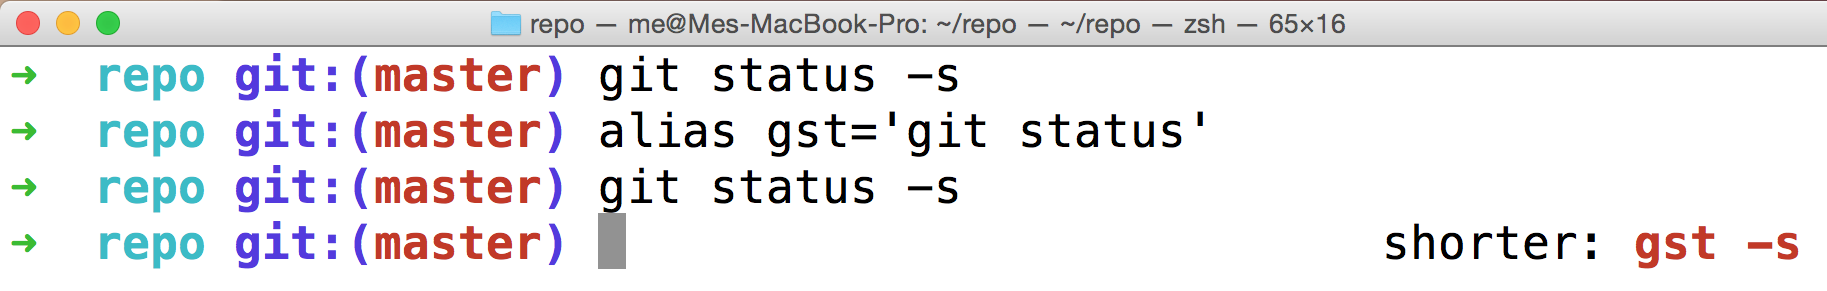 repo — me@Mes-MacBook-Pro: ~/repo — ~/repo — zsh — 65×16
➜ repo git:(master) git status -s
➜ repo git:(master) alias gst='git status'
➜ repo git:(master) git status -s
➜ repo git:(master) shorter: gst -s